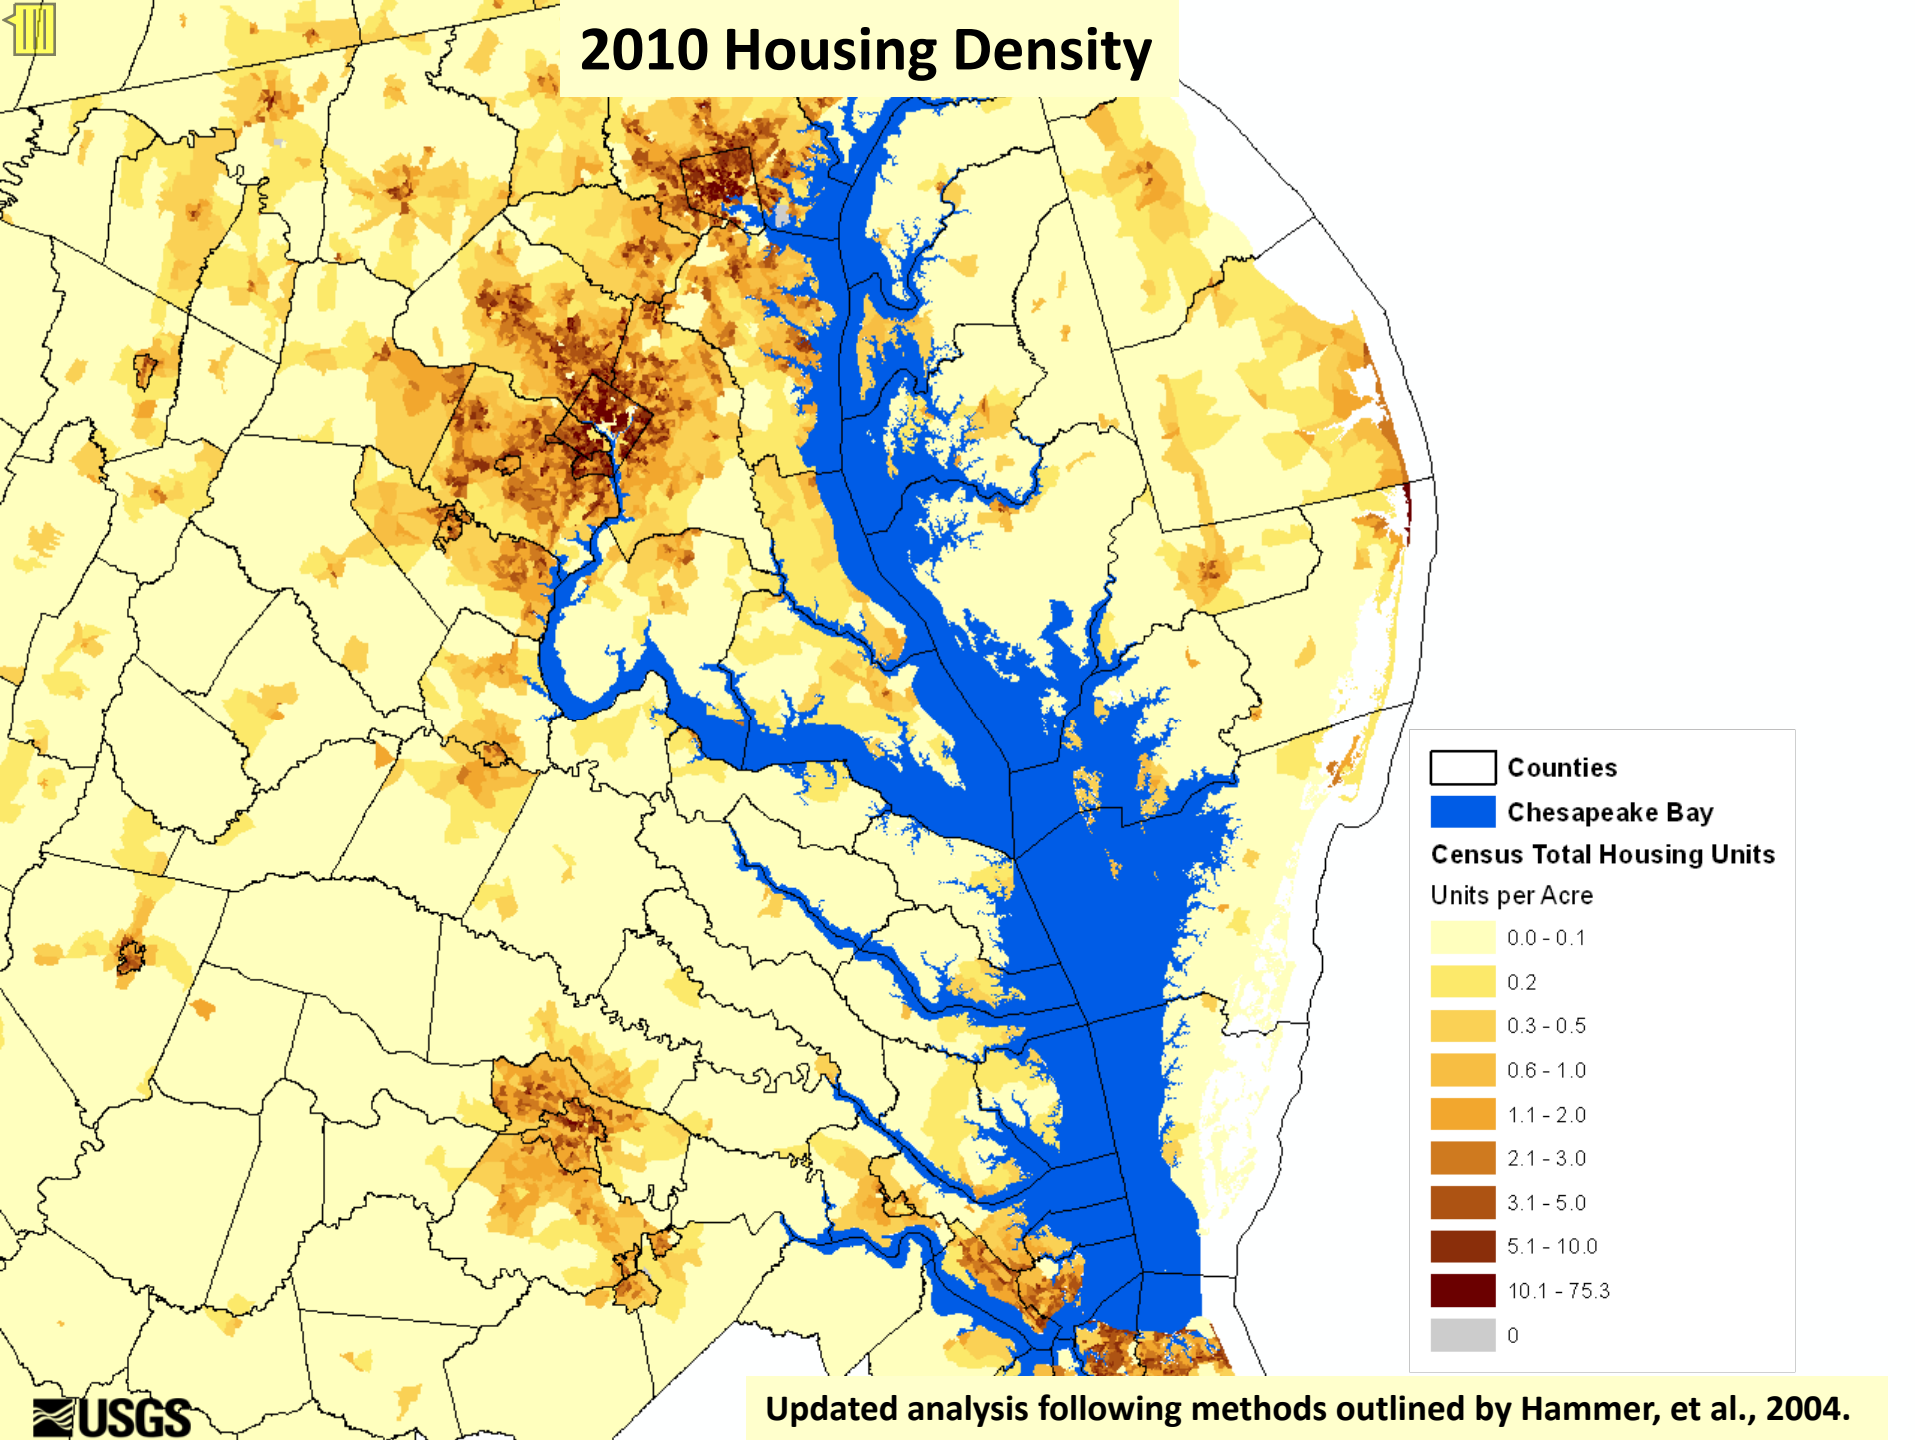 2010 Housing Density
Counties
Chesapeake Bay
Census Total Housing Units
Units per Acre
0.0 - 0.1
0.2
0.3 - 0.5
0.6 - 1.0
1.1 - 2.0
2.1 - 3.0
3.1 - 5.0
5.1 - 10.0
10.1 - 75.3
0
USGS
Updated analysis following methods outlined by Hammer, et al., 2004.